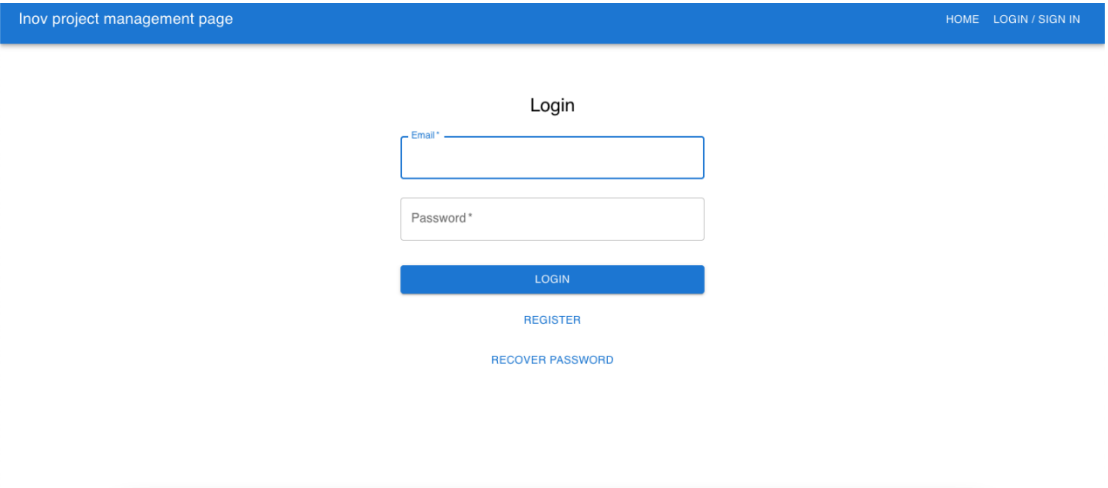 Inov project management page
HOME LOGIN / SIGN IN
Login
Email *
Password *
LOGIN
REGISTER
RECOVER PASSWORD